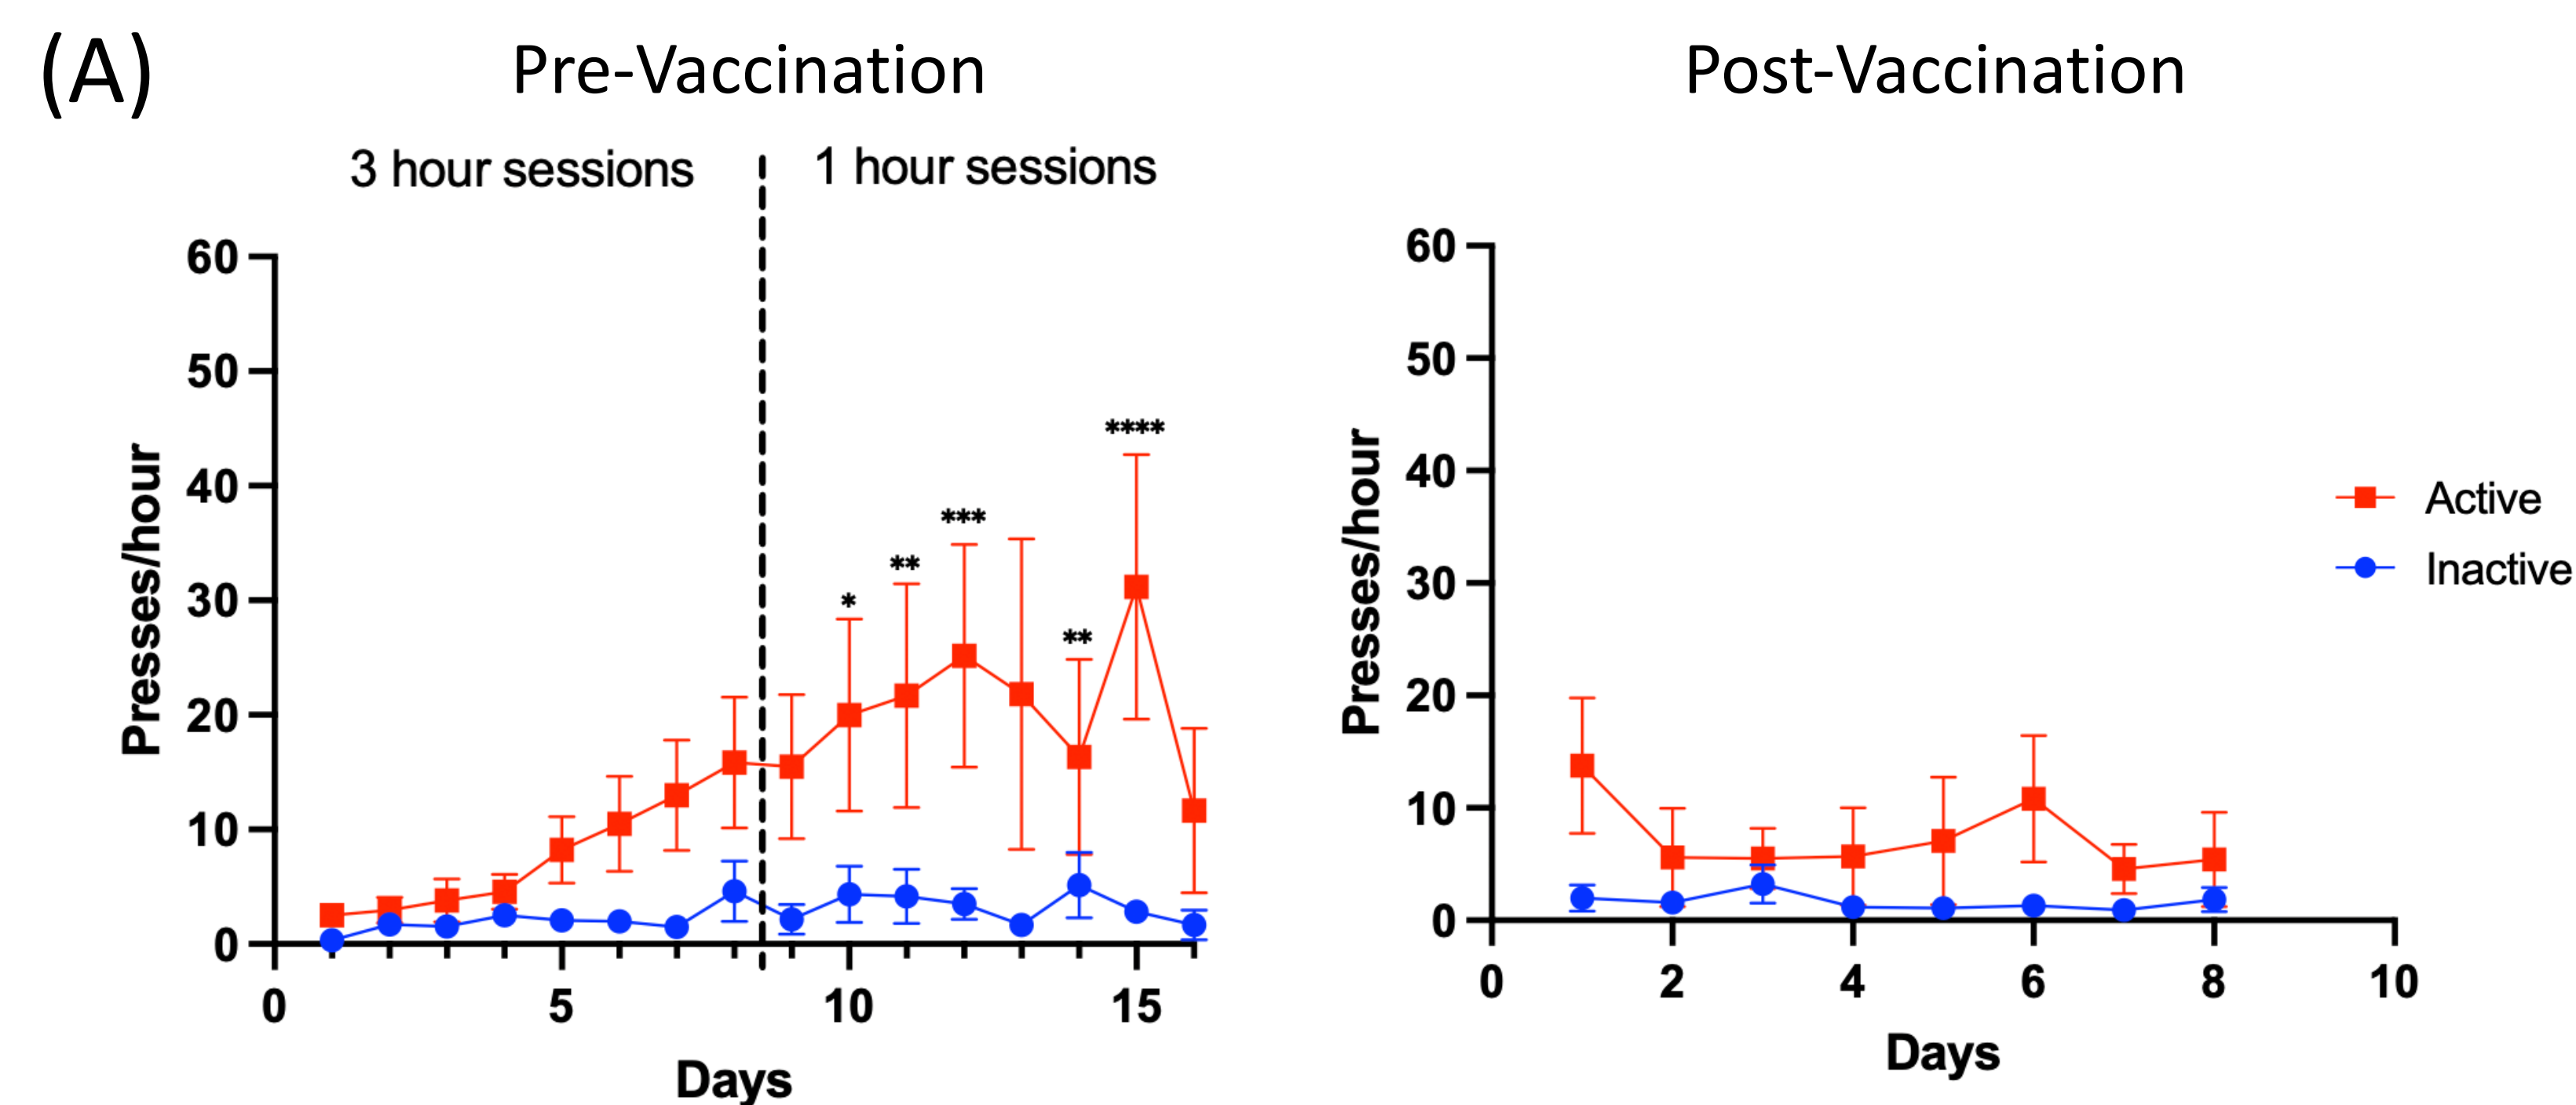 (A)
Pre-Vaccination
Post-Vaccination
3 hour sessions
1 hour sessions
60
50
40
30
20
10
0
Presses/hour
*
**
***
**
****
0
5
10
15
Days
60
50
40
30
20
10
0
Presses/hour
0
2
4
6
8
10
Days
Active
Inactive